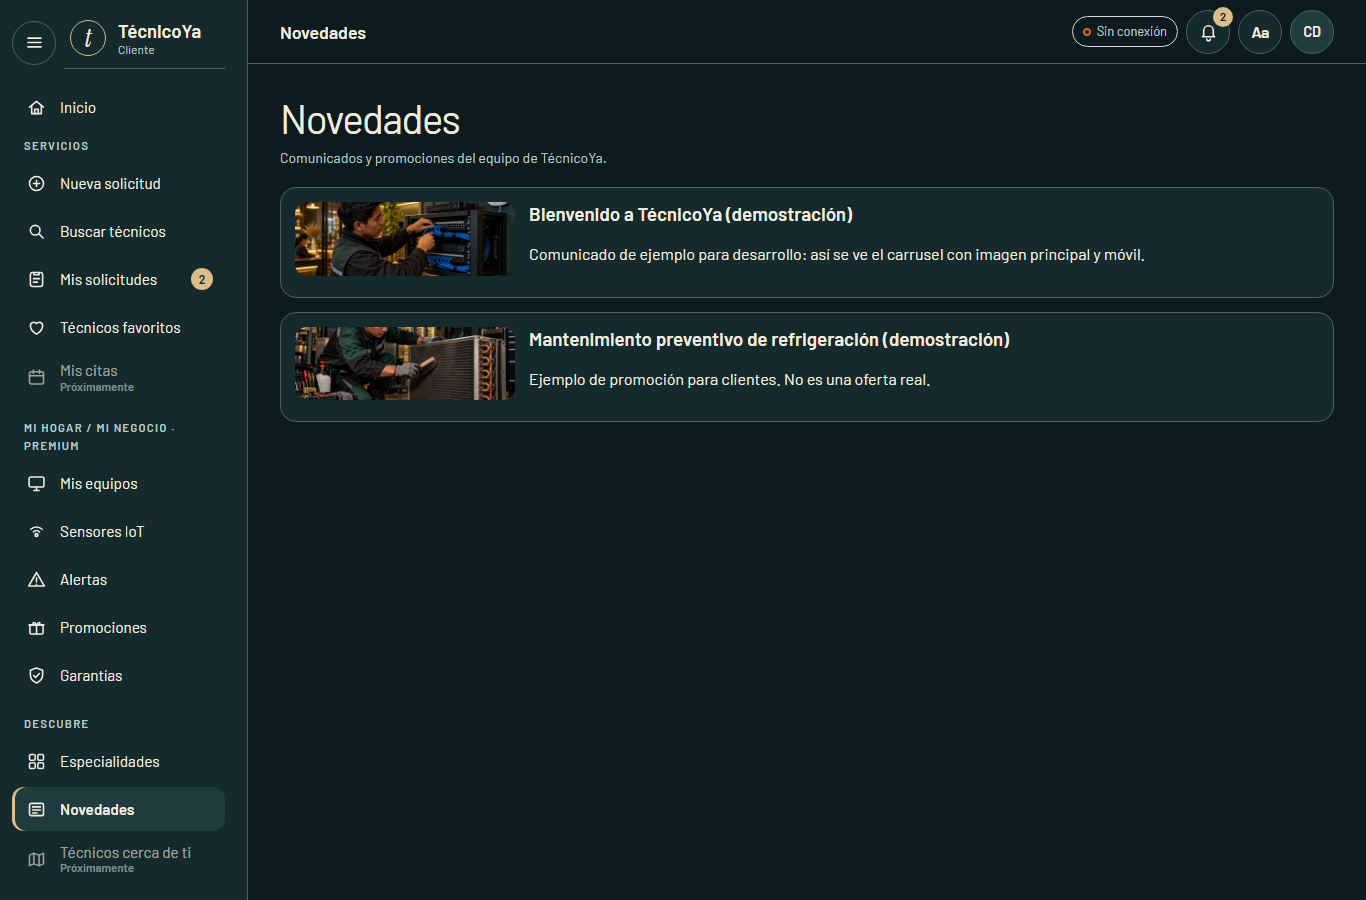 t
TécnicoYa
Cliente
Inicio
SERVICIOS
Nueva solicitud
Buscar técnicos
Mis solicitudes 2
Técnicos favoritos
Mis citas
Próximamente
MI HOGAR / MI NEGOCIO ·
PREMIUM
Mis equipos
Sensores IoT
Alertas
Promociones
Garantías
DESCUBRE
Especialidades
Novedades
Técnicos cerca de ti
Próximamente
Novedades
Sin conexión
2
Aa
CD
Novedades
Comunicados y promociones del equipo de TécnicoYa.
Bienvenido a TécnicoYa (demostración)
Comunicado de ejemplo para desarrollo: así se ve el carrusel con imagen principal y móvil.
Mantenimiento preventivo de refrigeración (demostración)
Ejemplo de promoción para clientes. No es una oferta real.